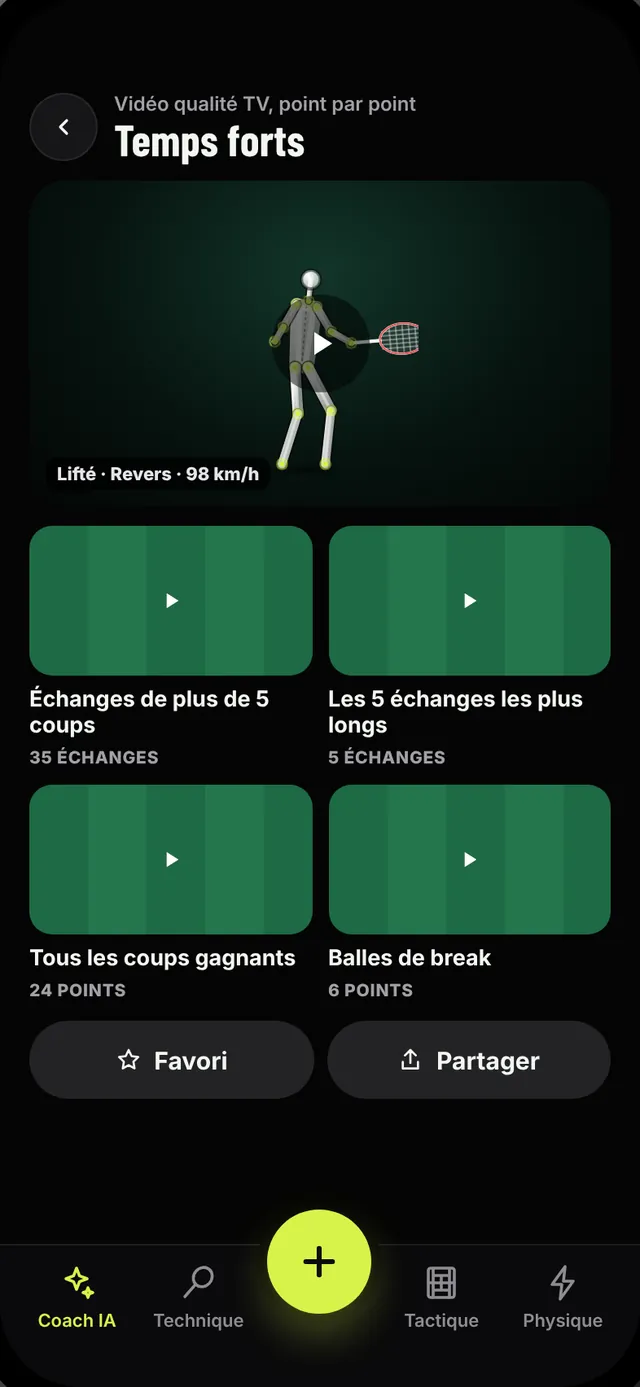 Vidéo qualité TV, point par point
Temps forts
Lifté · Revers · 98 km/h
Échanges de plus de 5
coups
35 ÉCHANGES
Les 5 échanges les plus
longs
5 ÉCHANGES
Tous les coups gagnants
24 POINTS
Balles de break
6 POINTS
Favori
Partager
Coach IA
Technique
Tactique
Physique